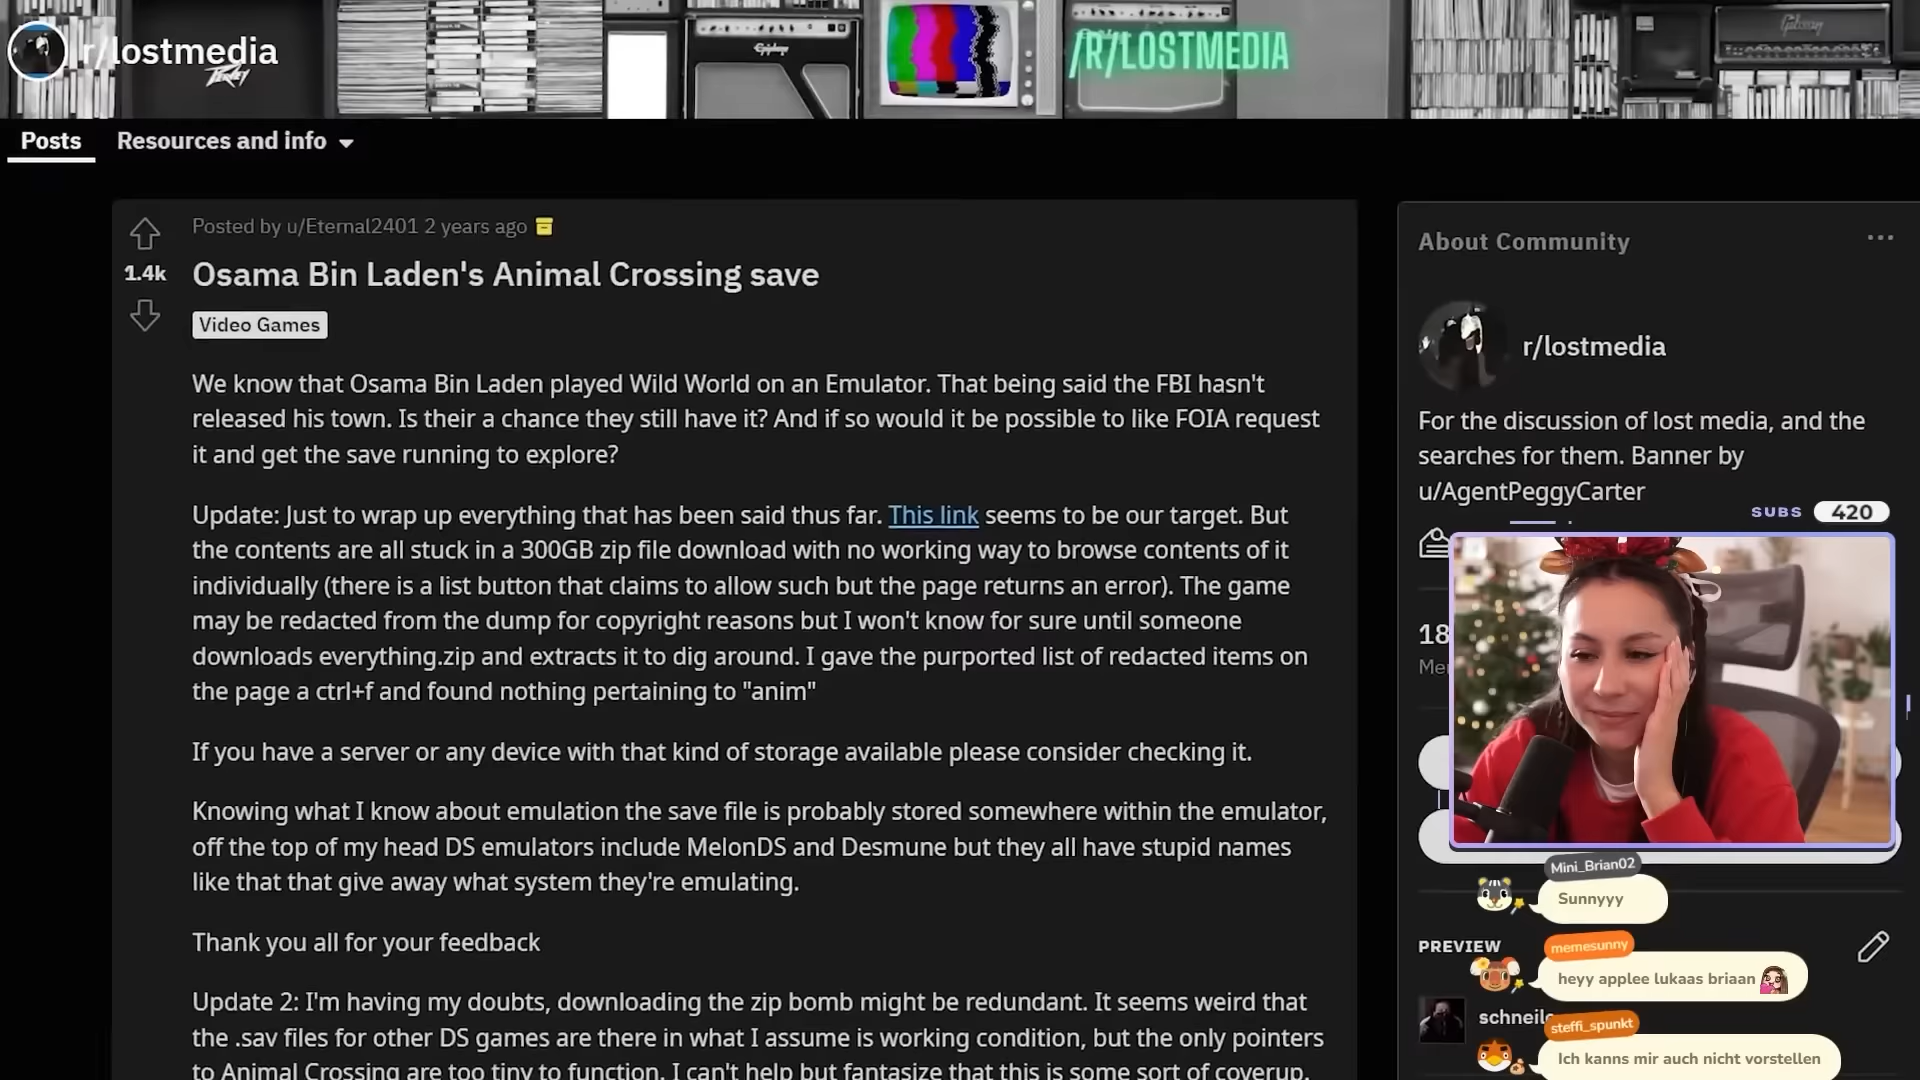 r/lostmedia
PEAVEY
Epiphone
/R/LOSTMEDIA
Gibson
Posts
Resources and info
Posted by u/Eternal2401 2 years ago
About Community
1.4k
Osama Bin Laden's Animal Crossing save
Video Games
r/lostmedia
We know that Osama Bin Laden played Wild World on an Emulator. That being said the FBI hasn't
released his town. Is their a chance they still have it? And if so would it be possible to like FOIA request
it and get the save running to explore?
For the discussion of lost media, and the
searches for them. Banner by
u/AgentPeggyCarter
SUBS 420
Update: Just to wrap up everything that has been said thus far. This link seems to be our target. But
the contents are all stuck in a 300GB zip file download with no working way to browse contents of it
individually (there is a list button that claims to allow such but the page returns an error). The game
may be redacted from the dump for copyright reasons but I won't know for sure until someone
downloads everything.zip and extracts it to dig around. I gave the purported list of redacted items on
the page a ctrl+f and found nothing pertaining to "anim"
18
Me
If you have a server or any device with that kind of storage available please consider checking it.
Knowing what I know about emulation the save file is probably stored somewhere within the emulator,
off the top of my head DS emulators include MelonDS and Desmune but they all have stupid names
like that that give away what system they're emulating.
Thank you all for your feedback
Update 2: I'm having my doubts, downloading the zip bomb might be redundant. It seems weird that
the .sav files for other DS games are there in what I assume is working condition, but the only pointers
to Animal Crossing are too tiny to function. I can't help but fantasize that this is some sort of coverup.
Mini_Brian02
Sunnyyy
PREVIEW
memesunny
heyy applee lukaas briaan
schneil
steffi_spunkt
Ich kanns mir auch nicht vorstellen